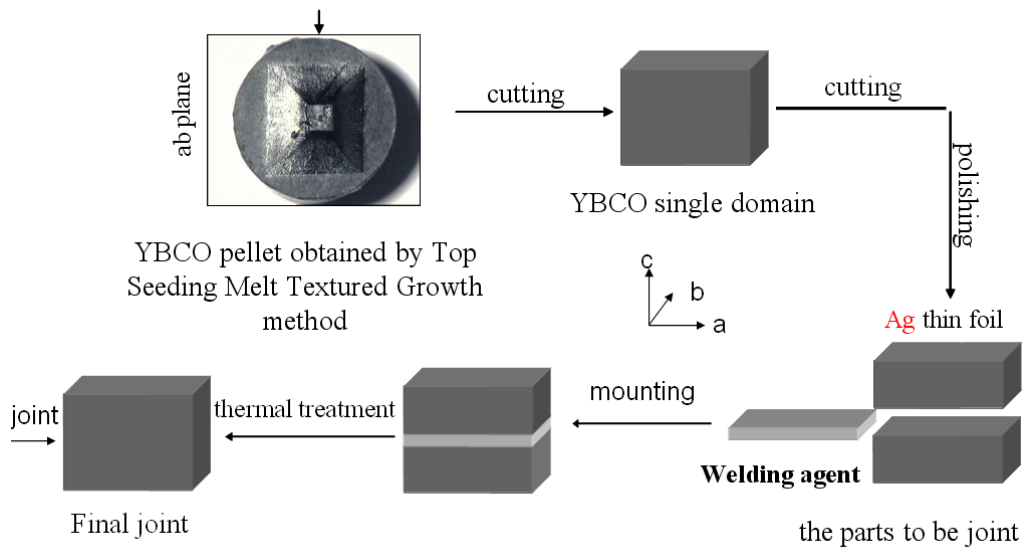 ab plane
cutting
cutting
polishing
YBCO single domain
YBCO pellet obtained by Top
Seeding Melt Textured Growth
method
c
b
a
Ag thin foil
joint
thermal treatment
mounting
Welding agent
Final joint
the parts to be joint